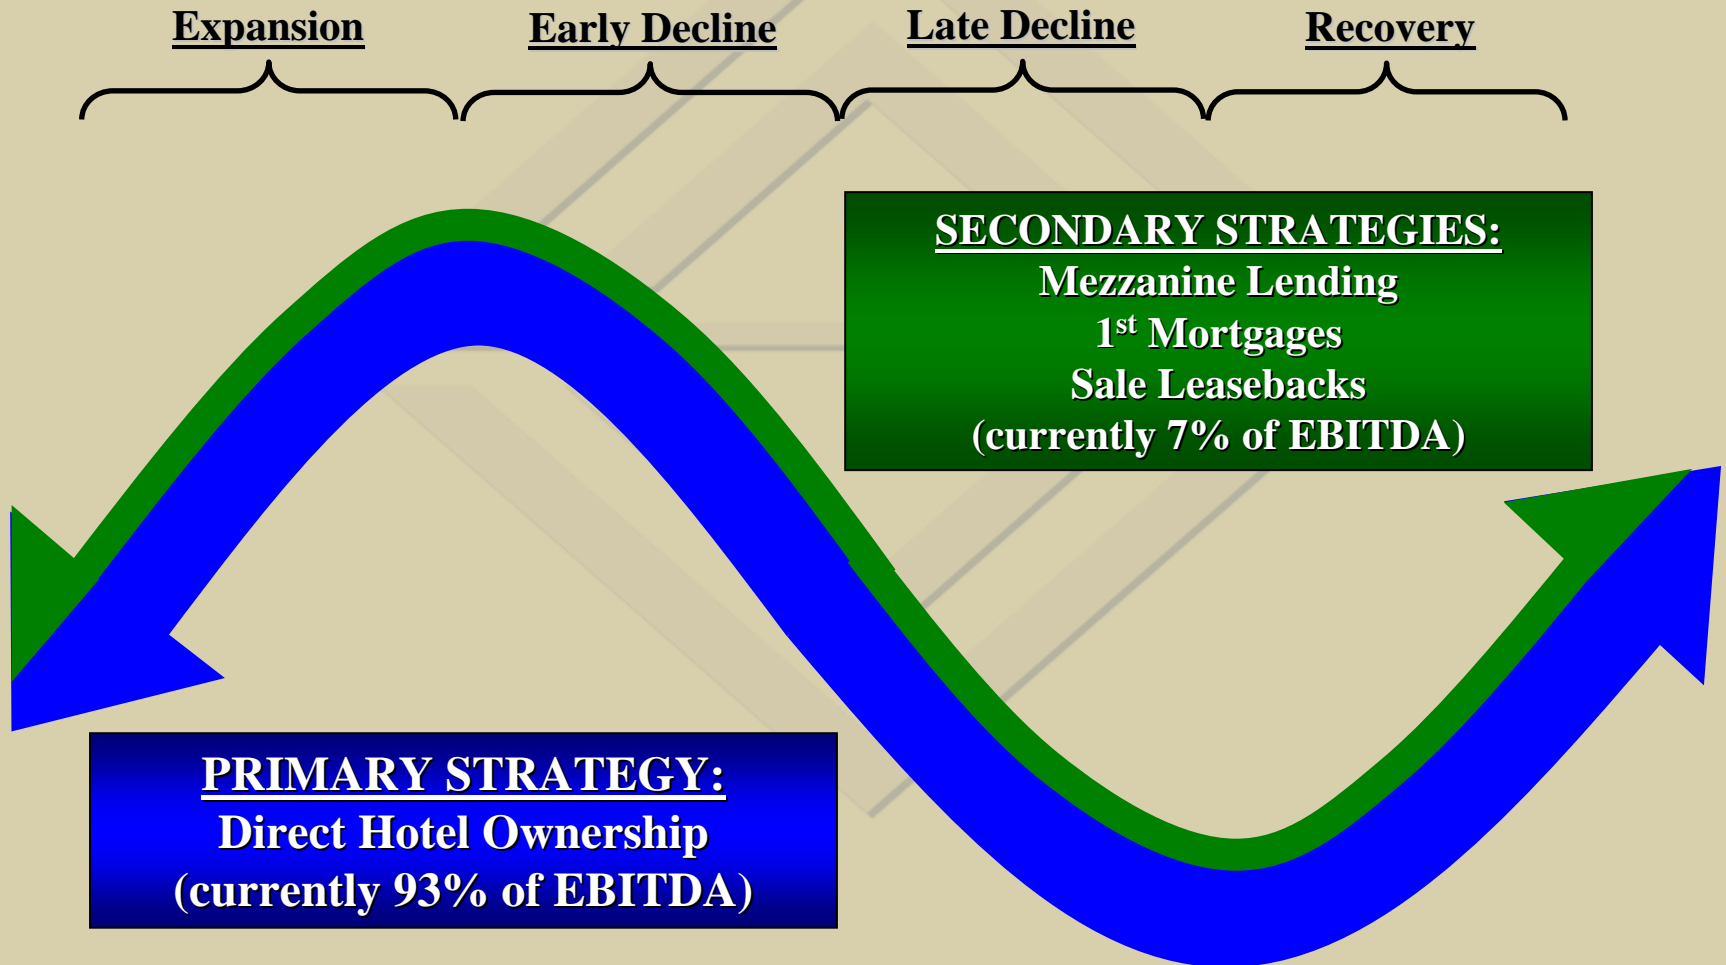 Expansion
Early Decline
Late Decline
Recovery
SECONDARY STRATEGIES:
Mezzanine Lending
1st Mortgages
Sale Leasebacks
(currently 7% of EBITDA)
PRIMARY STRATEGY:
Direct Hotel Ownership
(currently 93% of EBITDA)